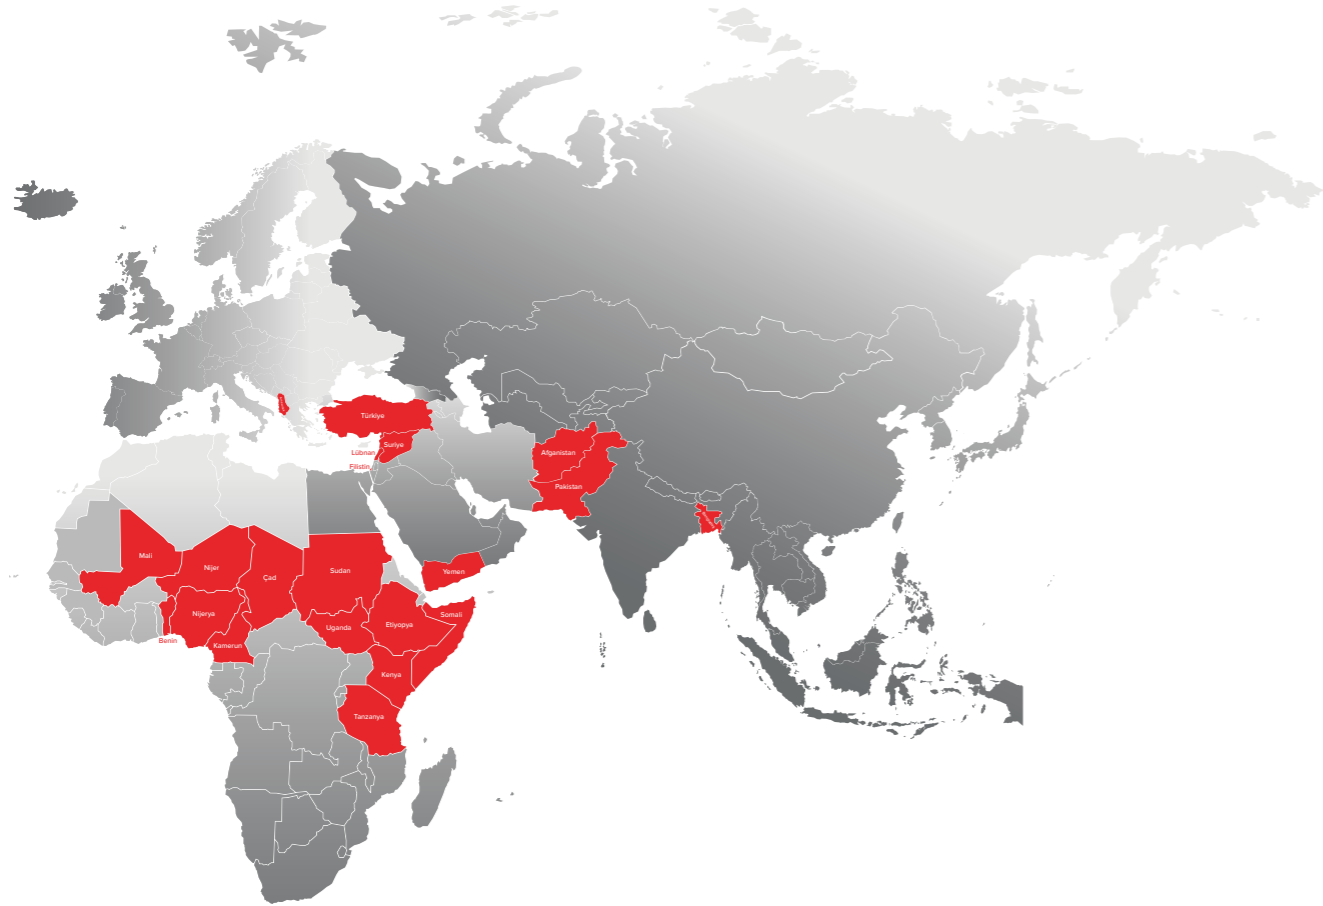 Türkiye
Suriye
Lübnan
Filistin
Afganistan
Pakistan
Mali
Nijer
Çad
Sudan
Yemen
Nijerya
Uganda
Etiyopya
Somali
Benin
Kamerun
Kenya
Tanzanya